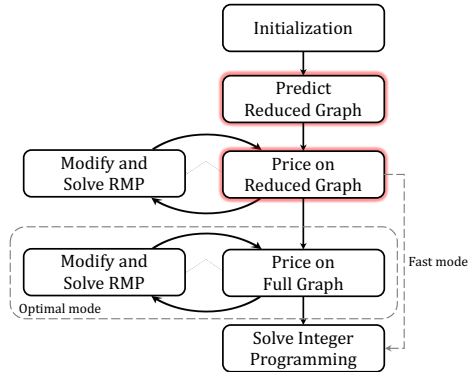 Initialization
Predict
Reduced Graph
Modify and
Solve RMP
Price on
Reduced Graph
Modify and
Solve RMP
Price on
Full Graph
Fast mode
Optimal mode
Solve Integer
Programming